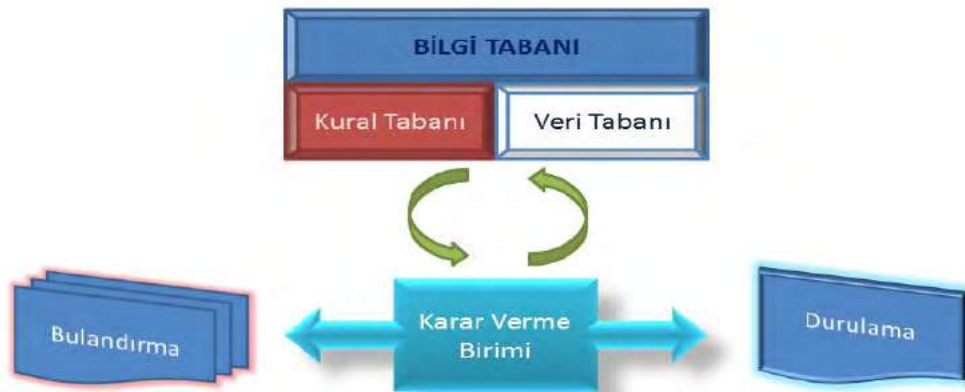 BİLGİ TABANI
Kural Tabanı
Veri Tabanı
Bulandırma
Karar Verme
Birimi
Durulama